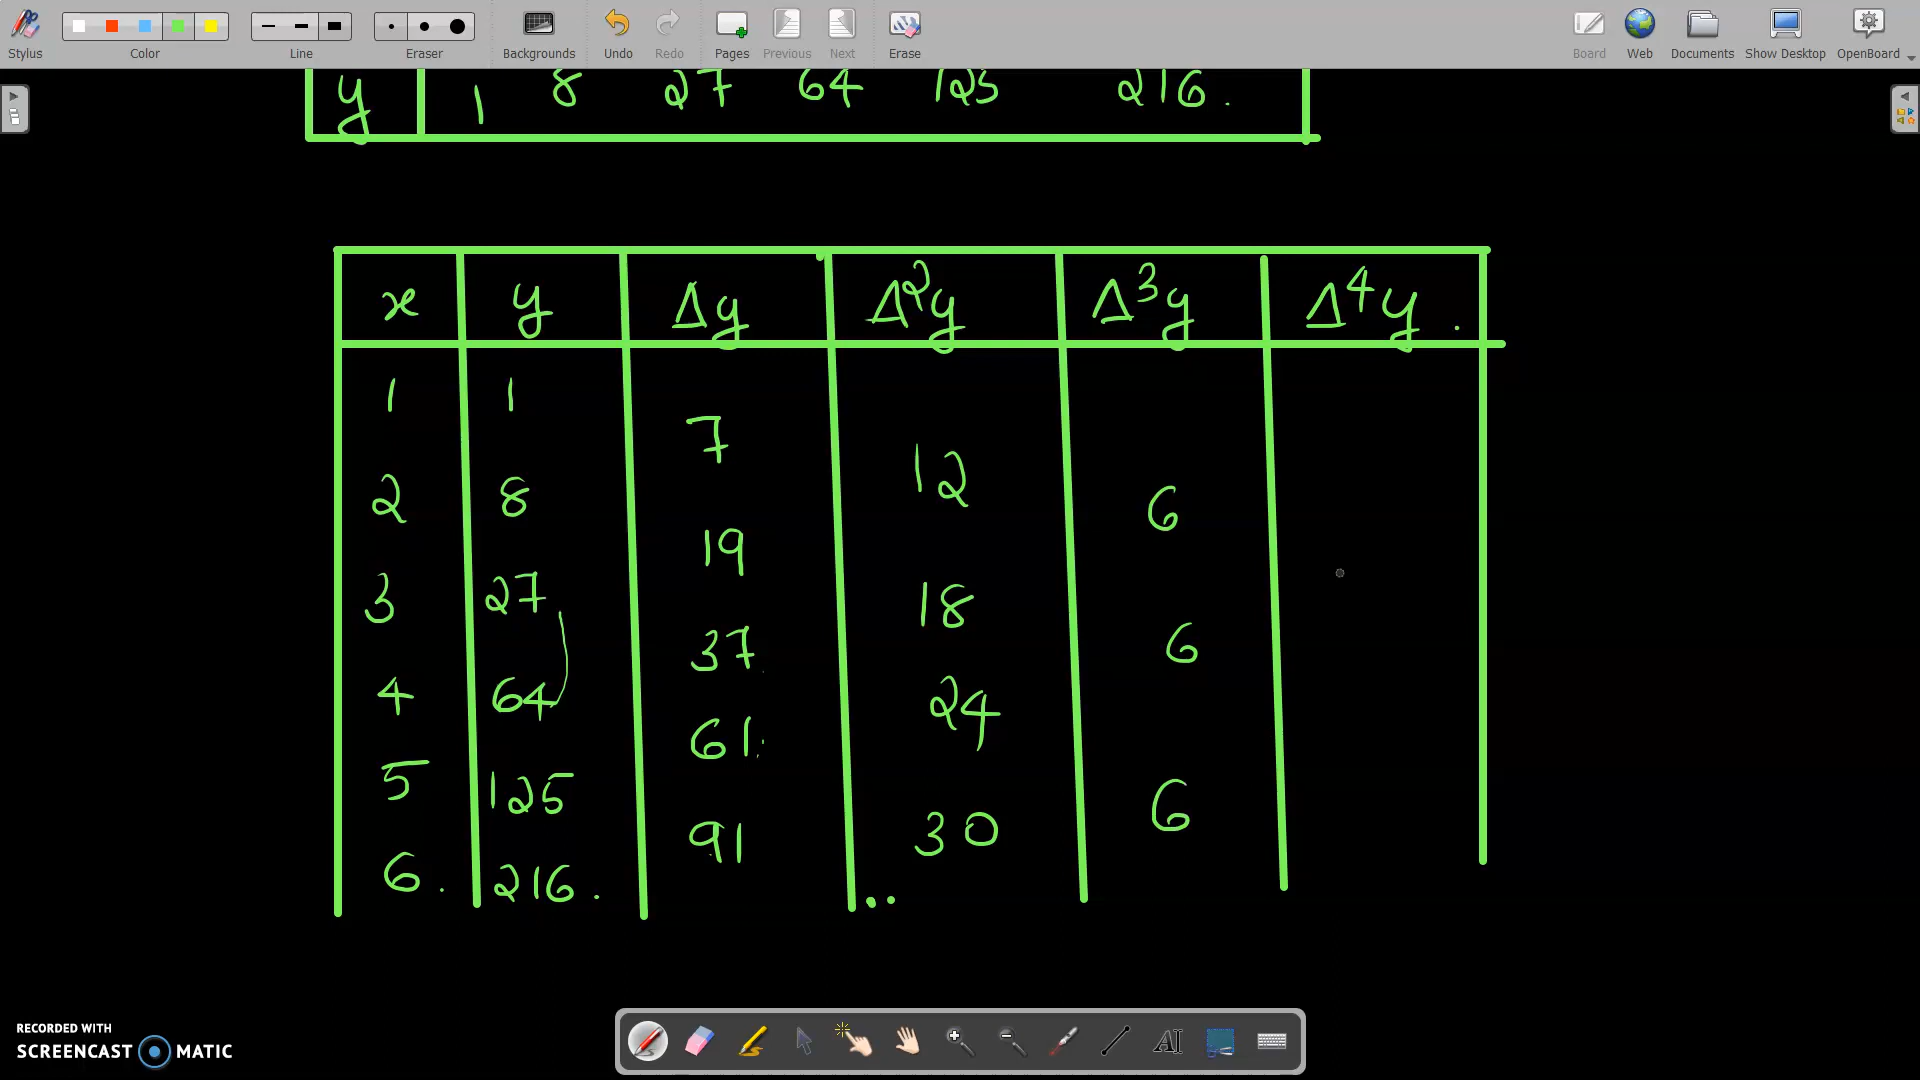 Stylus Color Line Eraser Backgrounds Undo Redo Pages Previous Next Erase Board Web Documents Show Desktop OpenBoard
y 1 8 27 64 125 216.
x y Δy Δ²y Δ³y Δ⁴y.
1 1
7
12
2 8 6
19
3 27 18
37 6
4 64 24
61.
5 125 6
91 30
6. 216.
RECORDED WITH
SCREENCAST MATIC